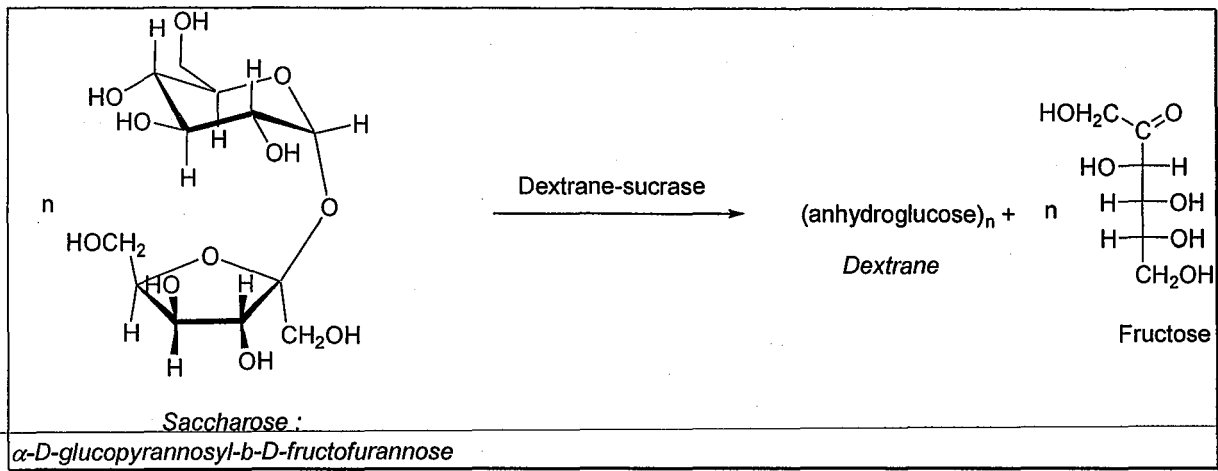 OH
H
H
O
HO
HO
H
H
H
OH
O
n
Dextrane-sucrase
(anhydroglucose)n + n
Dextrane
HOH2C
O
C
HO
H
H
OH
H
OH
CH2OH
Fructose
HOCH2
O
HO
H
H
H
OH
CH2OH
Saccharose :
α-D-glucopyrannosyl-b-D-fructofurannose